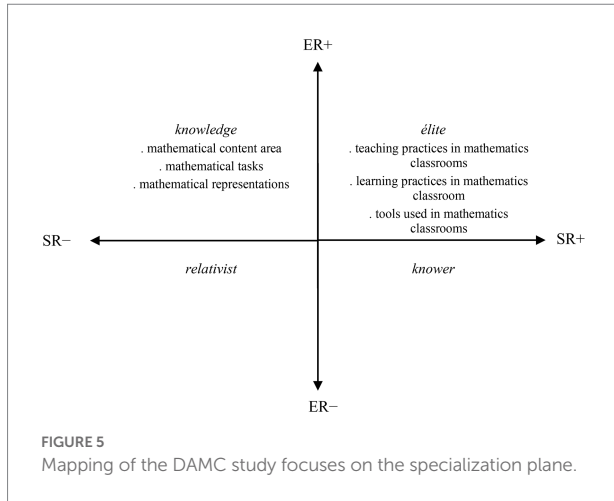 ER+
knowledge
. mathematical content area
. mathematical tasks
. mathematical representations
élite
. teaching practices in mathematics
classrooms
. learning practices in mathematics
classroom
. tools used in mathematics
classrooms
SR−
SR+
relativist
knower
ER−
FIGURE 5
Mapping of the DAMC study focuses on the specialization plane.